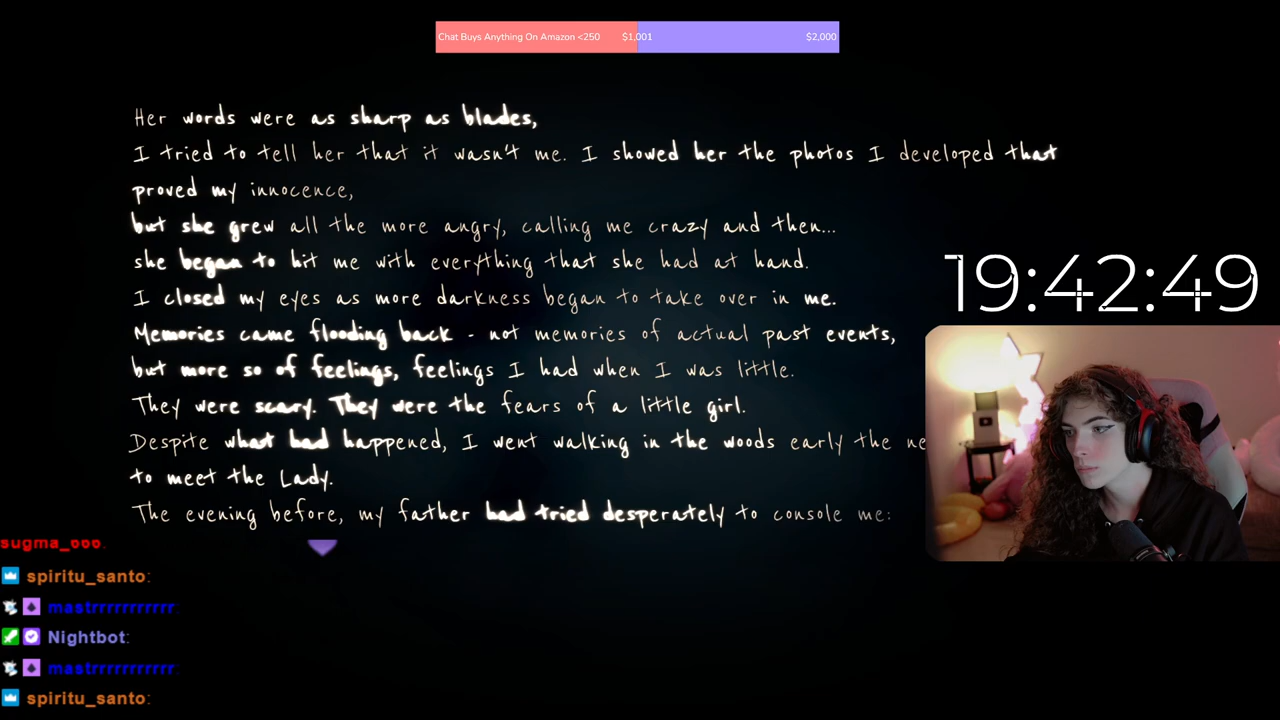 Chat Buys Anything On Amazon <250 $1,001 $2,000
Her words were as sharp as blades,
I tried to tell her that it wasn't me. I showed her the photos I developed that
proved my innocence,
but she grew all the more angry, calling me crazy and then...
she began to hit me with everything that she had at hand.
I closed my eyes as more darkness began to take over in me.
Memories came flooding back - not memories of actual past events,
but more so of feelings, feelings I had when I was little.
They were scary. They were the fears of a little girl.
Despite what had happened, I went walking in the woods early the ne
to meet the Lady.
The evening before, my father had tried desperately to console me:
19:42:49
sugma_666:
spiritu_santo:
mastrrrrrrrrrrr
Nightbot:
mastrrrrrrrrrrr
spiritu_santo: